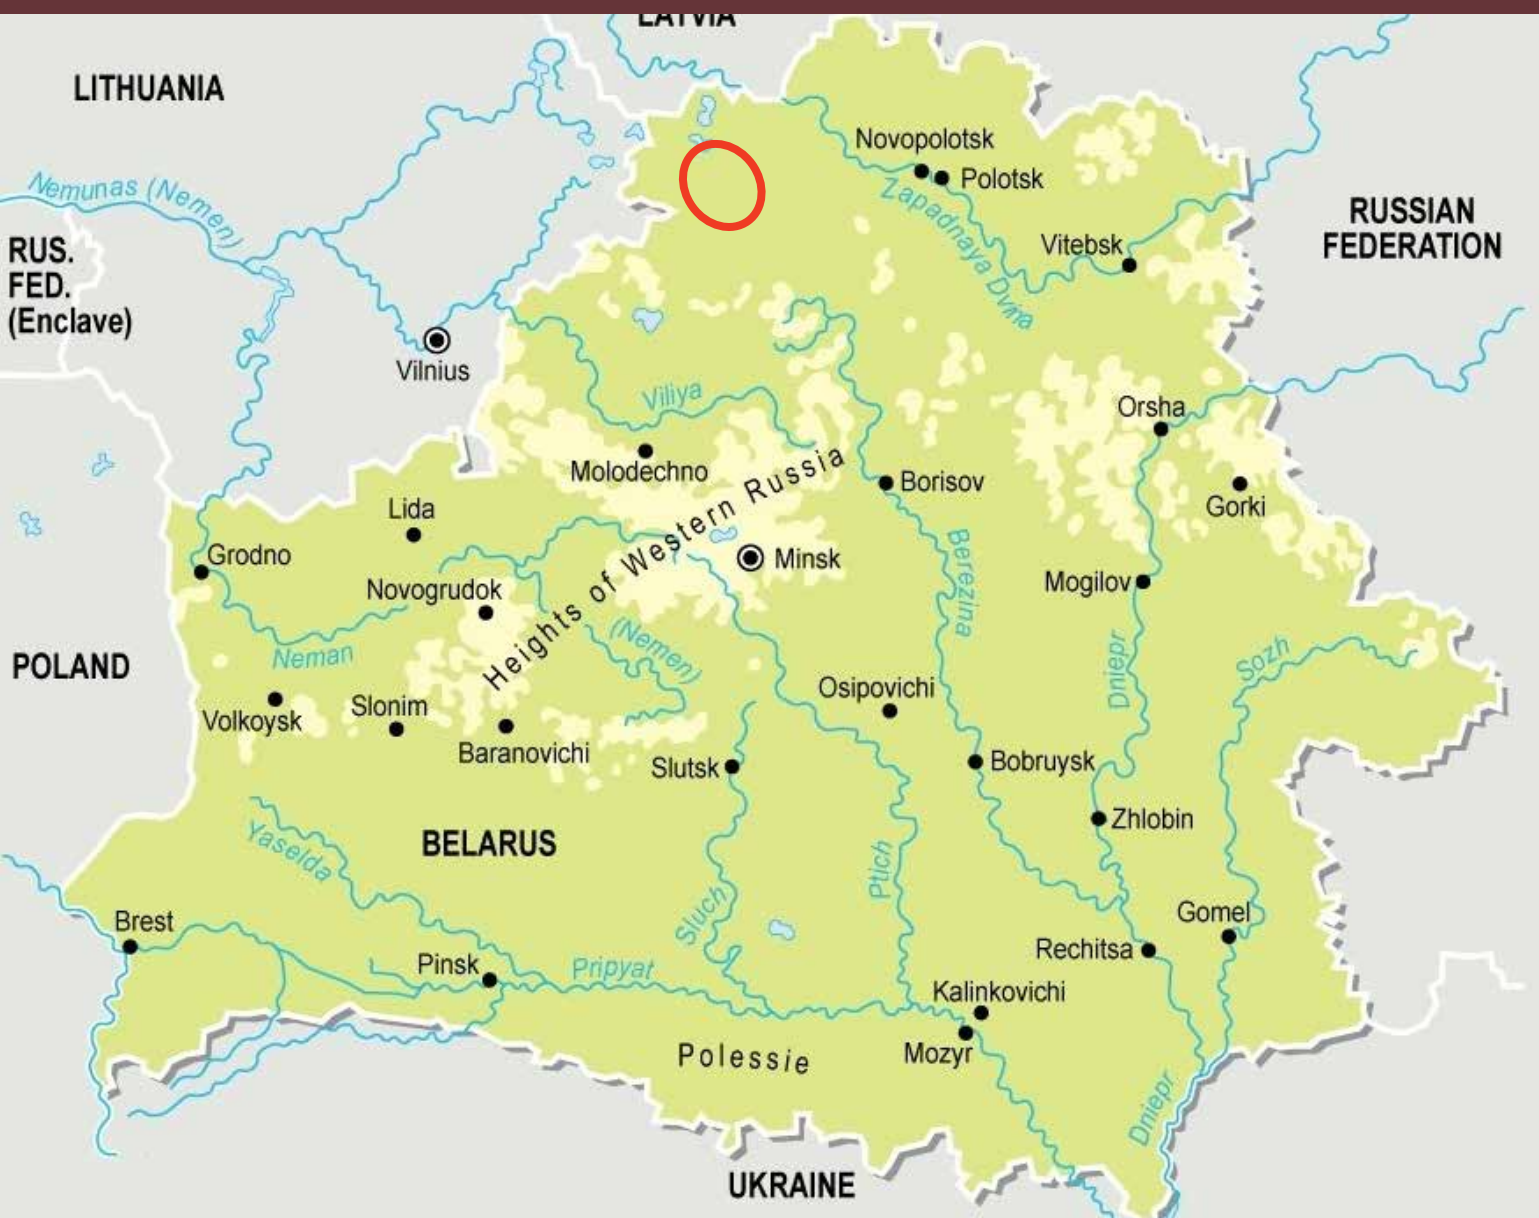 LATVIA
LITHUANIA
Novopolotsk
Polotsk
Nemunas (Nemen)
Zapadnaya Dvina
RUSSIAN
FEDERATION
RUS.
FED.
(Enclave)
Vitebsk
Vilnius
Viliya
Orsha
Molodechno
Borisov
Gorki
Lida
Heights of Western Russia
Grodno
Minsk
Berezina
Novogrudok
Mogilov
Neman
(Nemen)
Dniepr
Sozh
POLAND
Osipovichi
Volkoysk
Slonim
Baranovichi
Slutsk
Bobruysk
Zhlobin
BELARUS
Yaselda
Ptich
Sluch
Brest
Gomel
Rechitsa
Pinsk
Pripyat
Kalinkovichi
Mozyr
Polessie
Dniepr
UKRAINE